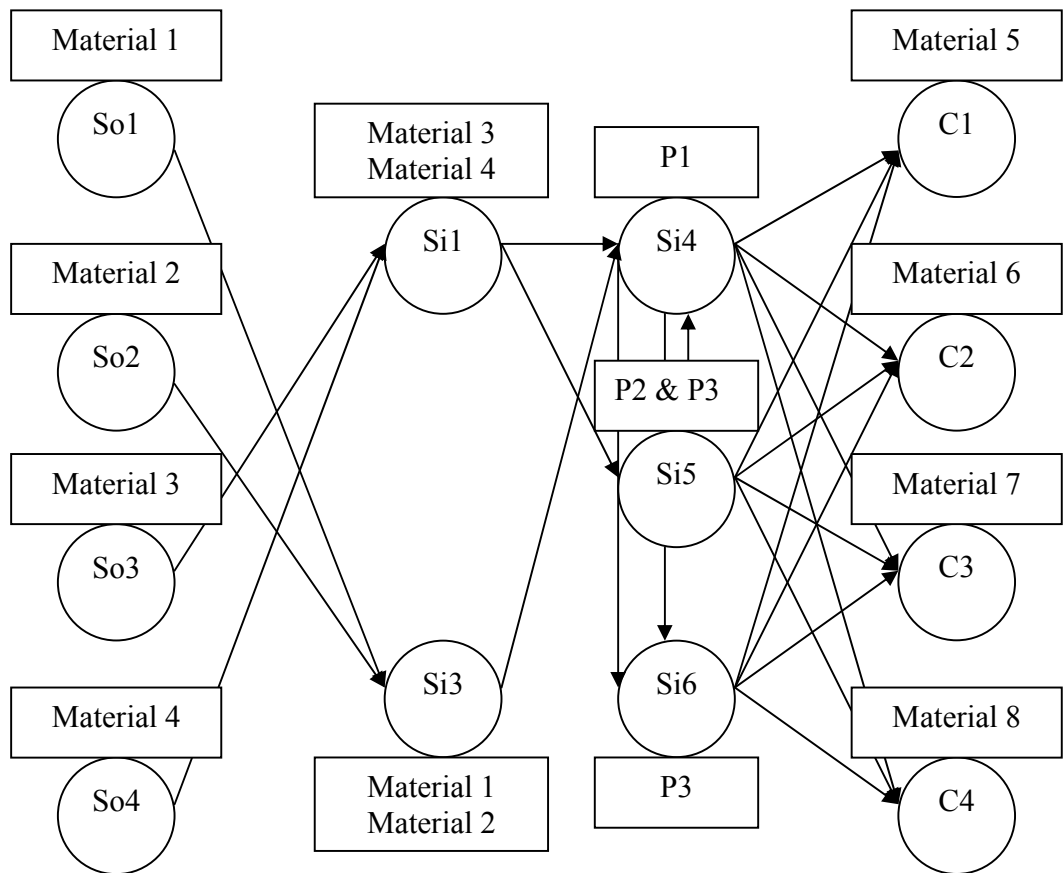 Material 1
So1
Material 2
So2
Material 3
So3
Material 4
So4
Material 3
Material 4
Si1
Si3
Material 1
Material 2
P1
Si4
P2 & P3
Si5
Si6
P3
Material 5
C1
Material 6
C2
Material 7
C3
Material 8
C4